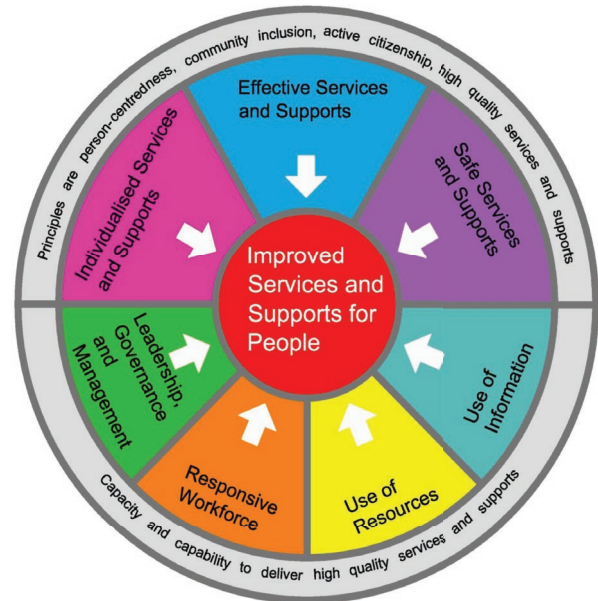 Principles are person-centredness, community inclusion, active citizenship, high quality services and supports
Effective Services
and Supports
Individualised Services
and Supports
Safe Services
and Supports
Improved
Services and
Supports for
People
Leadership,
Governance
and
Management
Use of
Information
Responsive
Workforce
Use of
Resources
Capacity and capability to deliver high quality services and supports